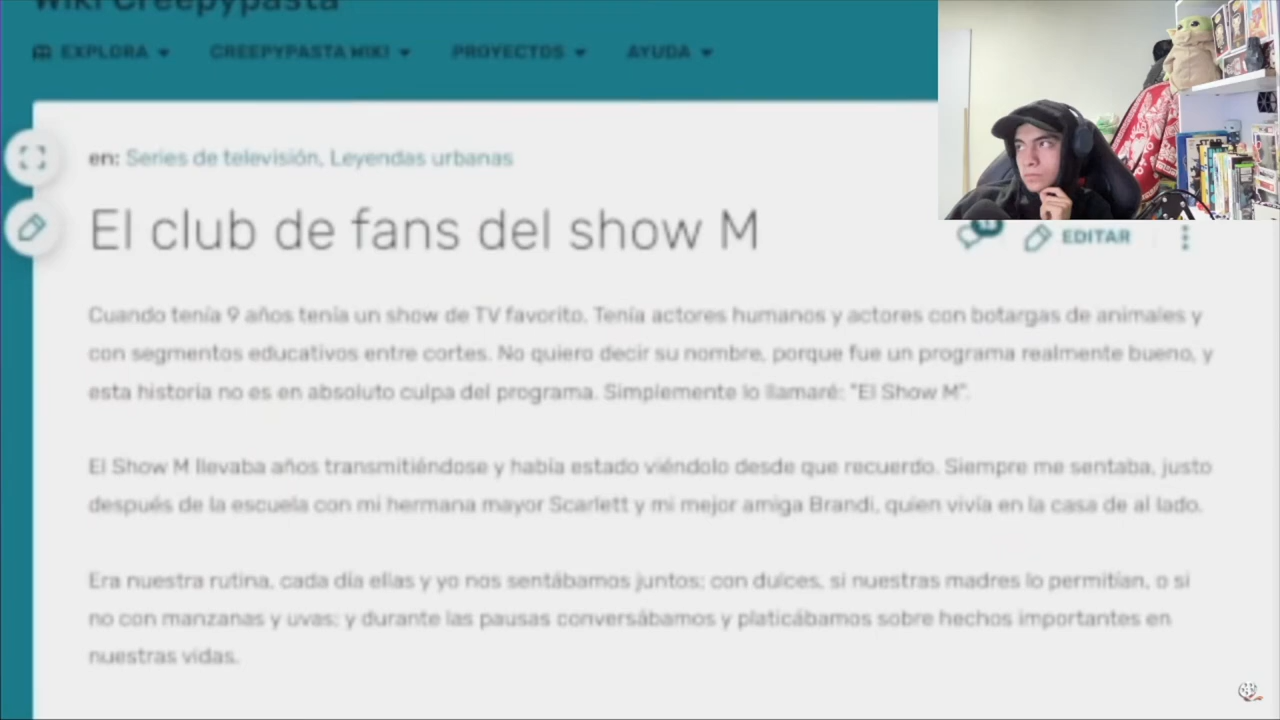 Wiki Creepypasta
EXPLORA
CREEPYPASTA WIKI
PROYECTOS
AYUDA
en: Series de televisión, Leyendas urbanas
El club de fans del show M
EDITAR
Cuando tenía 9 años tenía un show de TV favorito. Tenía actores humanos y actores con botargas de animales y
con segmentos educativos entre cortes. No quiero decir su nombre, porque fue un programa realmente bueno, y
esta historia no es en absoluto culpa del programa. Simplemente lo llamaré: "El Show M".
El Show M llevaba años transmitiéndose y había estado viéndolo desde que recuerdo. Siempre me sentaba, justo
después de la escuela con mi hermana mayor Scarlett y mi mejor amiga Brandi, quien vivía en la casa de al lado.
Era nuestra rutina, cada día ellas y yo nos sentábamos juntos; con dulces, si nuestras madres lo permitían, o si
no con manzanas y uvas; y durante las pausas conversábamos y platicábamos sobre hechos importantes en
nuestras vidas.